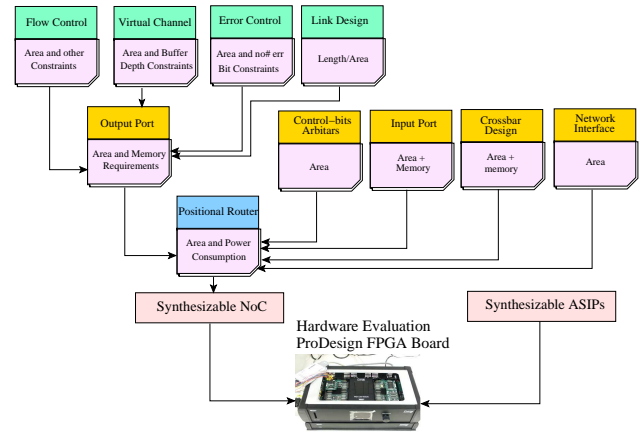 Flow Control
Virtual Channel
Error Control
Link Design
Area and other
Constraints
Area and Buffer
Depth Constraints
Area and no# err
Bit Constraints
Length/Area
Output Port
Area and Memory
Requirements
Control-bits
Arbitars
Area
Input Port
Area +
Memory
Crossbar
Design
Area +
memory
Network
Interface
Area
Positional Router
Area and Power
Consumption
Synthesizable NoC
Synthesizable ASIPs
Hardware Evaluation
ProDesign FPGA Board